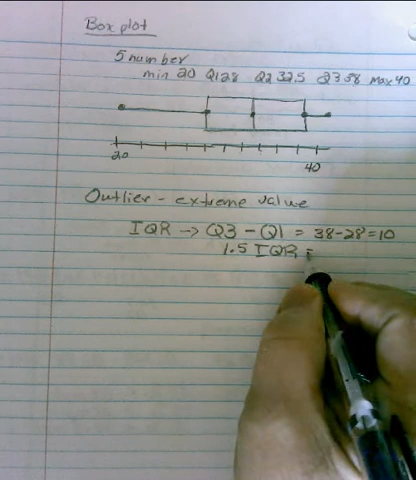 Box plot
5 number
min 20 Q1 28 Q2 32.5 Q3 38 max 40
20 40
Outlier - extreme value
IQR → Q3 - Q1 = 38-28=10
1.5 IQR =